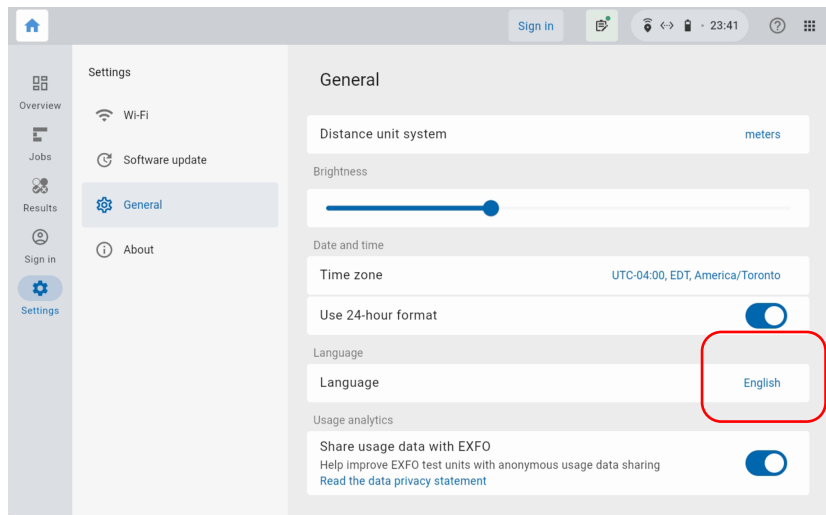 Sign in
23:41
Overview
Jobs
Results
Sign in
Settings
Settings
Wi-Fi
Software update
General
About
General
Distance unit system meters
Brightness
Date and time
Time zone UTC-04:00, EDT, America/Toronto
Use 24-hour format
Language
Language English
Usage analytics
Share usage data with EXFO
Help improve EXFO test units with anonymous usage data sharing
Read the data privacy statement